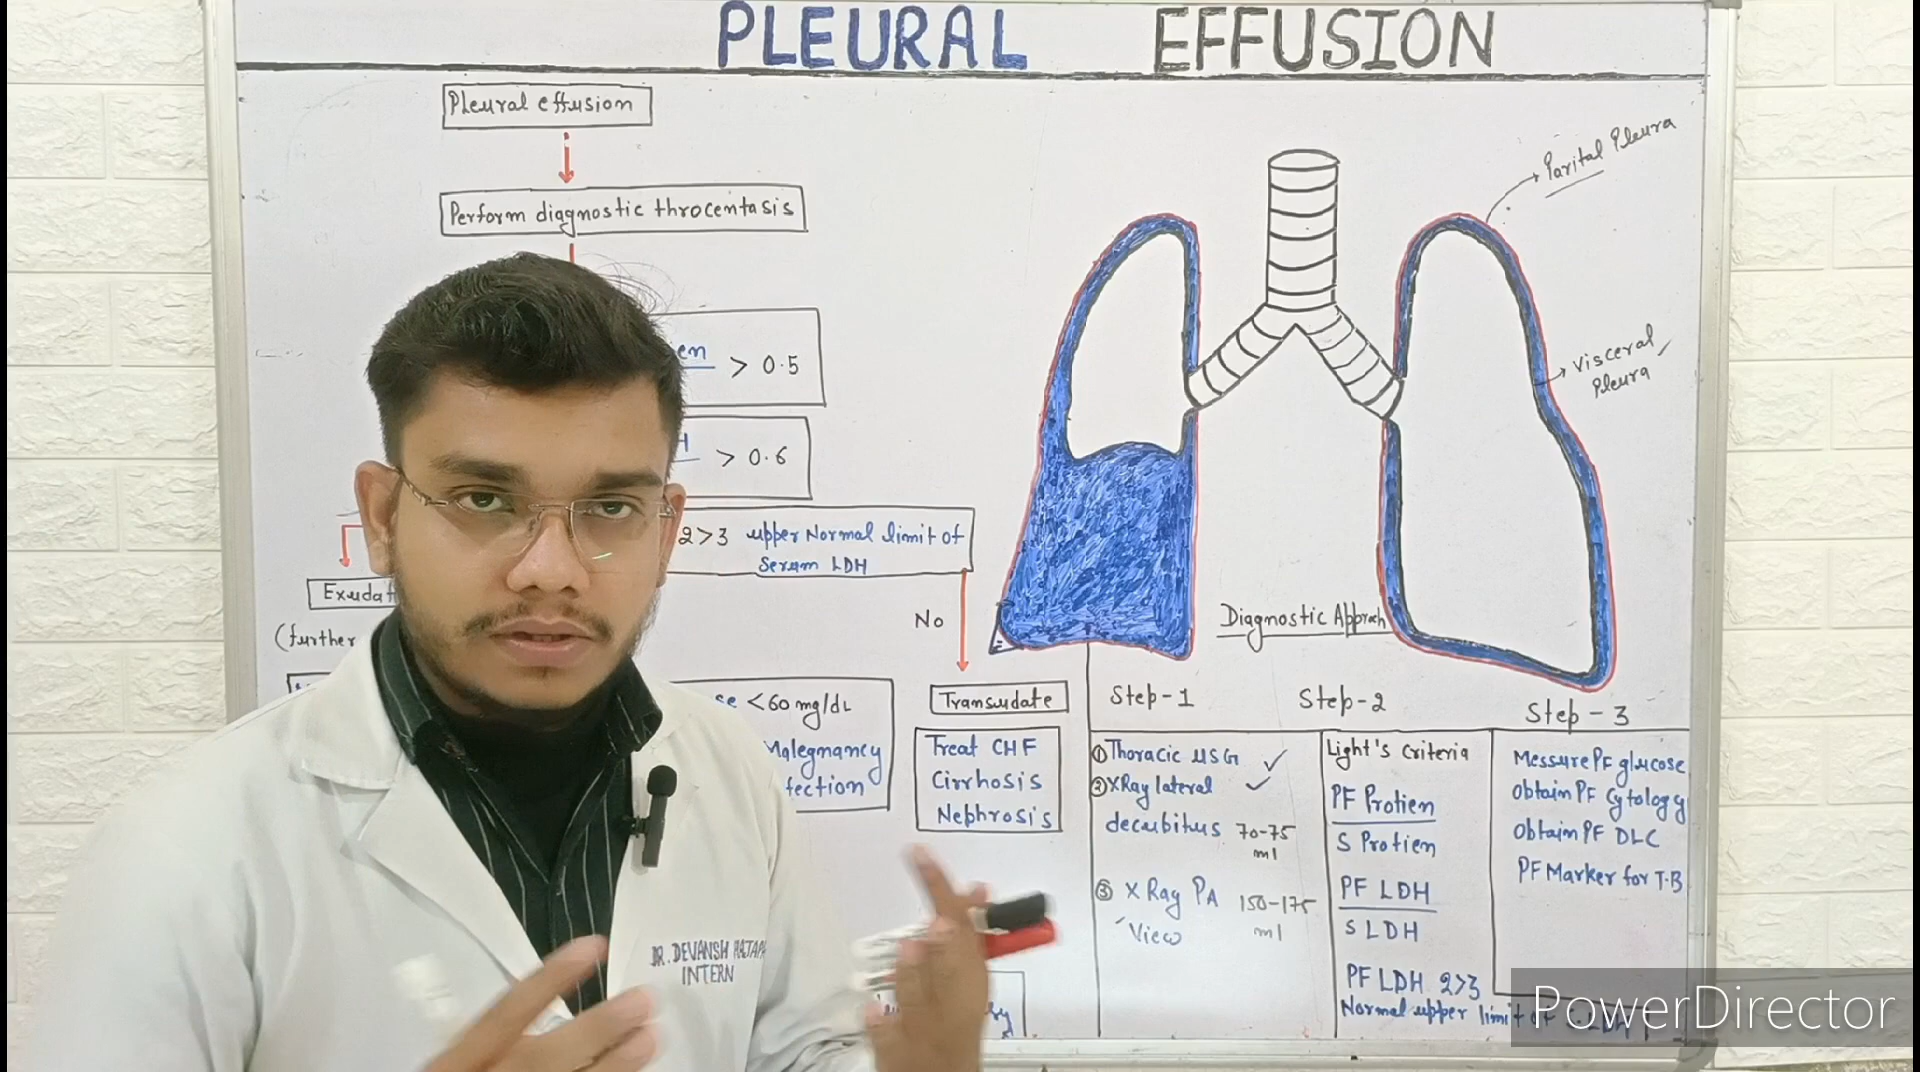 PLEURAL EFFUSION
Pleural effusion
Perform diagnostic throcentasis
en > 0.5
H > 0.6
2>3 upper Normal limit of
Serum LDH
Exudat
(further
No
se <60 mg/dL
Malegnancy
fection
Transudate
Treat CHF
Cirrhosis
Nephrosis
Parital Pleura
Visceral
Pleura
Diagnostic Approch
Step-1
① Thoracic USG ✓
② XRay lateral ✓
decubitus 70-75
ml
③ X Ray PA 150-175
View ml
Step-2
Light's Criteria
PF Protien
S Protien
PF LDH
S LDH
PF LDH 2>3
Normal upper limit of
Step-3
Messure PF glucose
Obtain PF Cytology
Obtain PF DLC
PF Marker for T.B
DR. DEVANSH
INTERN
PowerDirector